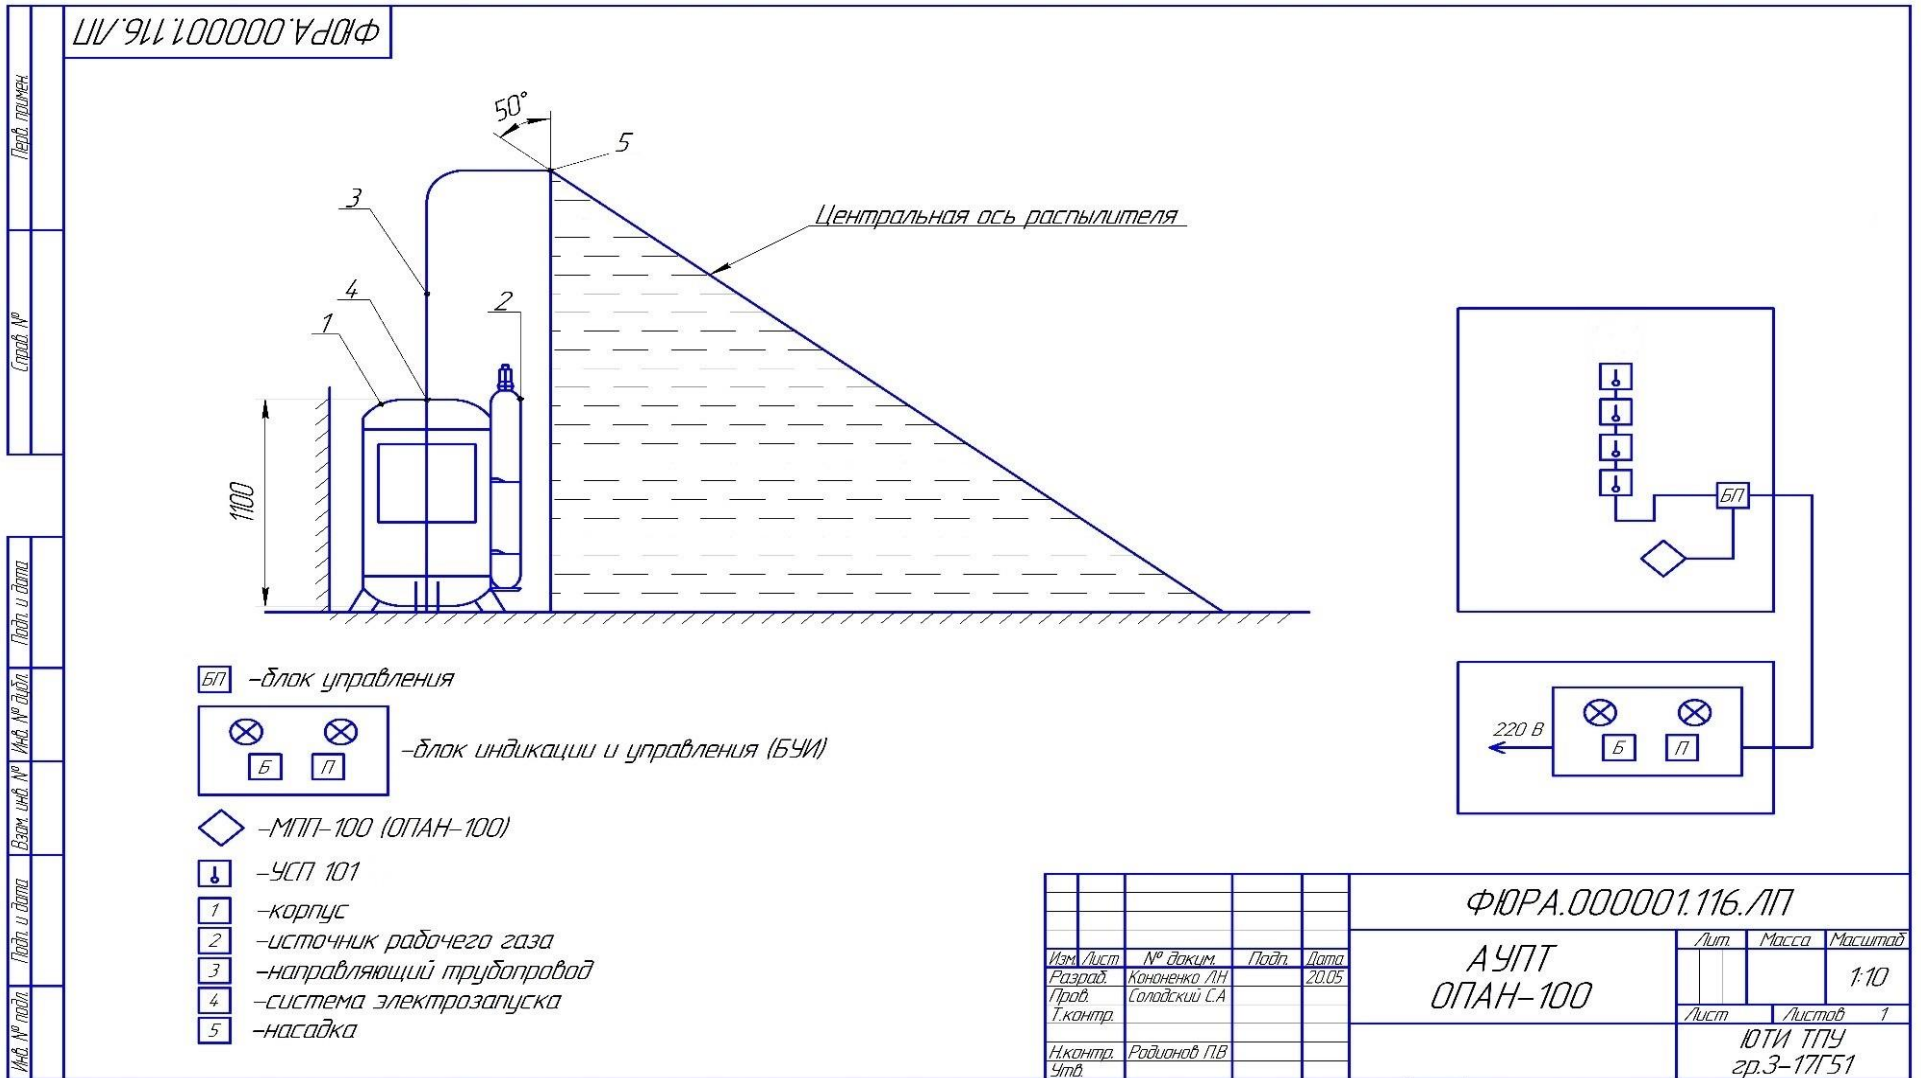 ФЮРА.000001.116.ЛП
Перв. примен.
Справ. №
Подп. и дата
Инв. № дубл.
Взам. инв. №
Подп. и дата
Инв. № подл.
50°
5
3
Центральная ось распылителя
4
2
1
1100
БП
220 В
Б
П
БП -блок управления
Б П -блок индикации и управления (БУИ)
-МПП-100 (ОПАН-100)
-УСП 101
1 -корпус
2 -источник рабочего газа
3 -направляющий трубопровод
4 -система электрозапуска
5 -насадка
ФЮРА.000001.116.ЛП
Изм. Лист № докум. Подп. Дата
Разраб. Кононенко Л.Н 20.05
Пров. Солодский С.А
Т.контр.
Н.контр. Родионов П.В
Утв.
АУПТ
ОПАН-100
Лит. Масса Масштаб
1:10
Лист Листов 1
ЮТИ ТПУ
гр.З-17Г51